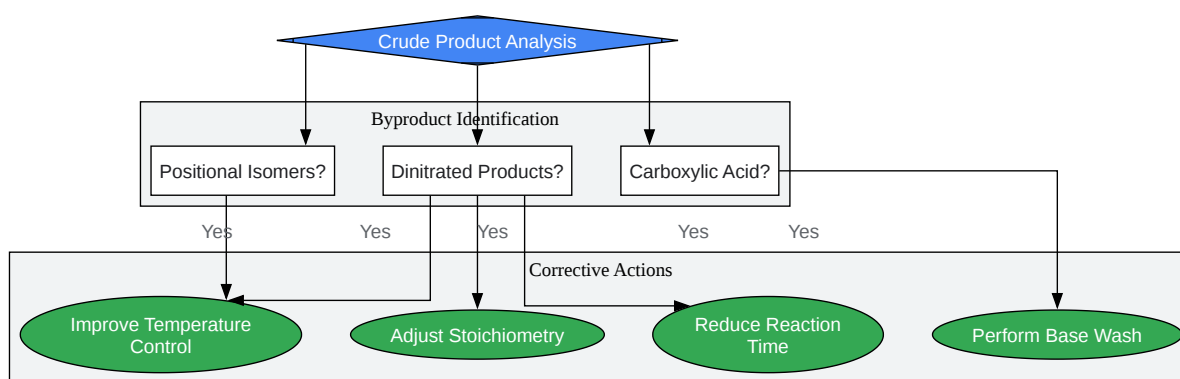 Crude Product Analysis
Byproduct Identification
Positional Isomers?
Dinitrated Products?
Carboxylic Acid?
Yes
Yes
Yes
Yes
Yes
Corrective Actions
Improve Temperature
Control
Adjust Stoichiometry
Reduce Reaction
Time
Perform Base Wash